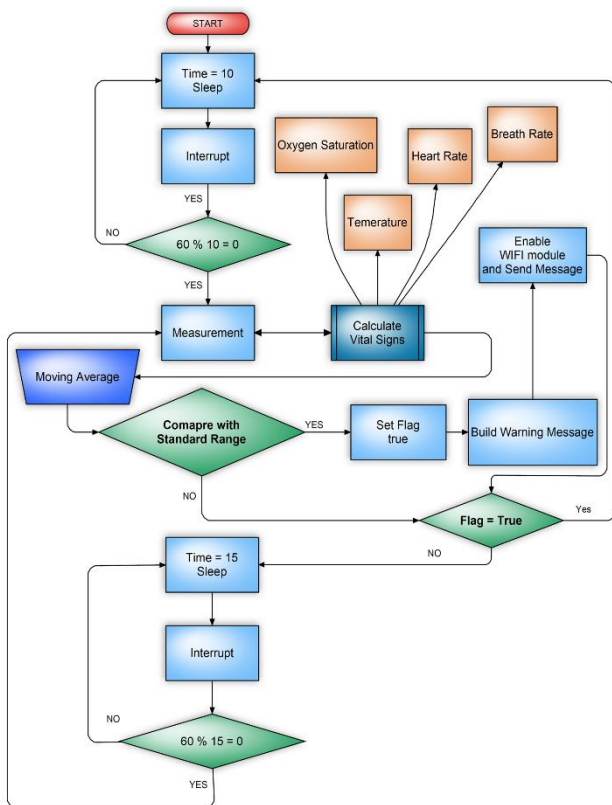 START
Time = 10
Sleep
Interrupt
YES
NO
60 % 10 = 0
YES
Oxygen Saturation
Temerature
Heart Rate
Breath Rate
Enable
WIFI module
and Send Message
Measurement
Calculate
Vital Signs
Moving Average
Comapre with
Standard Range
YES
Set Flag
true
Build Warning Message
NO
Flag = True
Yes
NO
Time = 15
Sleep
Interrupt
NO
60 % 15 = 0
YES